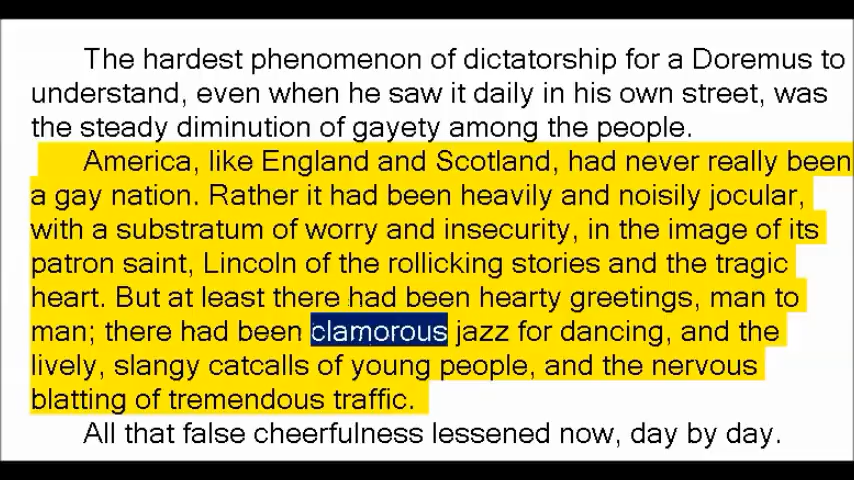 The hardest phenomenon of dictatorship for a Doremus to
understand, even when he saw it daily in his own street, was
the steady diminution of gayety among the people.
America, like England and Scotland, had never really been
a gay nation. Rather it had been heavily and noisily jocular,
with a substratum of worry and insecurity, in the image of its
patron saint, Lincoln of the rollicking stories and the tragic
heart. But at least there had been hearty greetings, man to
man; there had been clamorous jazz for dancing, and the
lively, slangy catcalls of young people, and the nervous
blatting of tremendous traffic.
All that false cheerfulness lessened now, day by day.